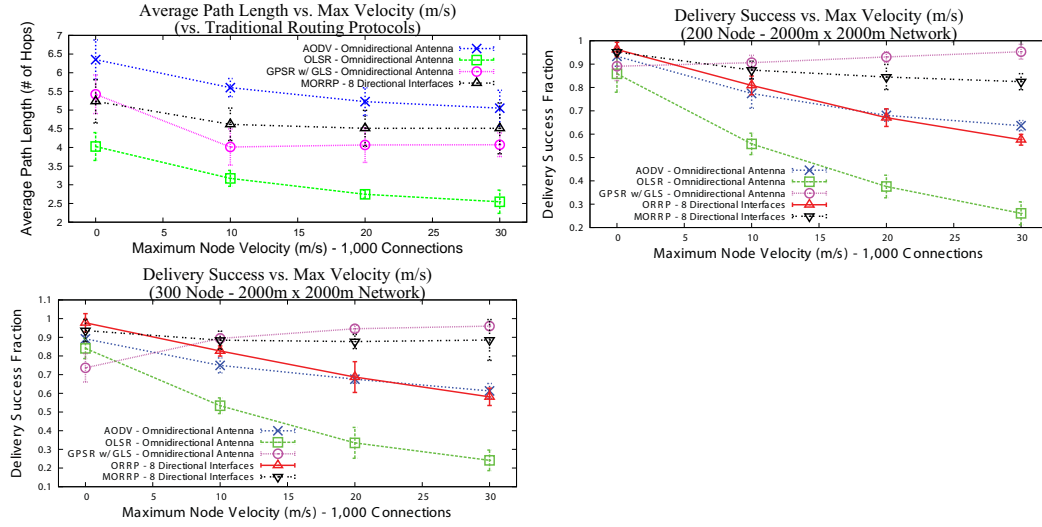 Average Path Length vs. Max Velocity (m/s)
(vs. Traditional Routing Protocols)
Average Path Length (# of Hops)
7
6.5
6
5.5
5
4.5
4
3.5
3
2.5
2
AODV - Omnidirectional Antenna
OLSR - Omnidirectional Antenna
GPSR w/ GLS - Omnidirectional Antenna
MORRP - 8 Directional Interfaces
0 5 10 15 20 25 30
Maximum Node Velocity (m/s) - 1,000 Connections
Delivery Success vs. Max Velocity (m/s)
(200 Node - 2000m x 2000m Network)
Delivery Success Fraction
1
0.9
0.8
0.7
0.6
0.5
0.4
0.3
0.2
AODV - Omnidirectional Antenna
OLSR - Omnidirectional Antenna
GPSR w/GLS - Omnidirectional Antenna
ORRP - 8 Directional Interfaces
MORRP - 8 Directional Interfaces
0 5 10 15 20 25 30
Maximum Node Velocity (m/s) - 1,000 Connections
Delivery Success vs. Max Velocity (m/s)
(300 Node - 2000m x 2000m Network)
Delivery Success Fraction
1.1
1
0.9
0.8
0.7
0.6
0.5
0.4
0.3
0.2
0.1
AODV - Omnidirectional Antenna
OLSR - Omnidirectional Antenna
GPSR w/GLS - Omnidirectional Antenna
ORRP - 8 Directional Interfaces
MORRP - 8 Directional Interfaces
0 5 10 15 20 25 30
Maximum Node Velocity (m/s) - 1,000 Connections